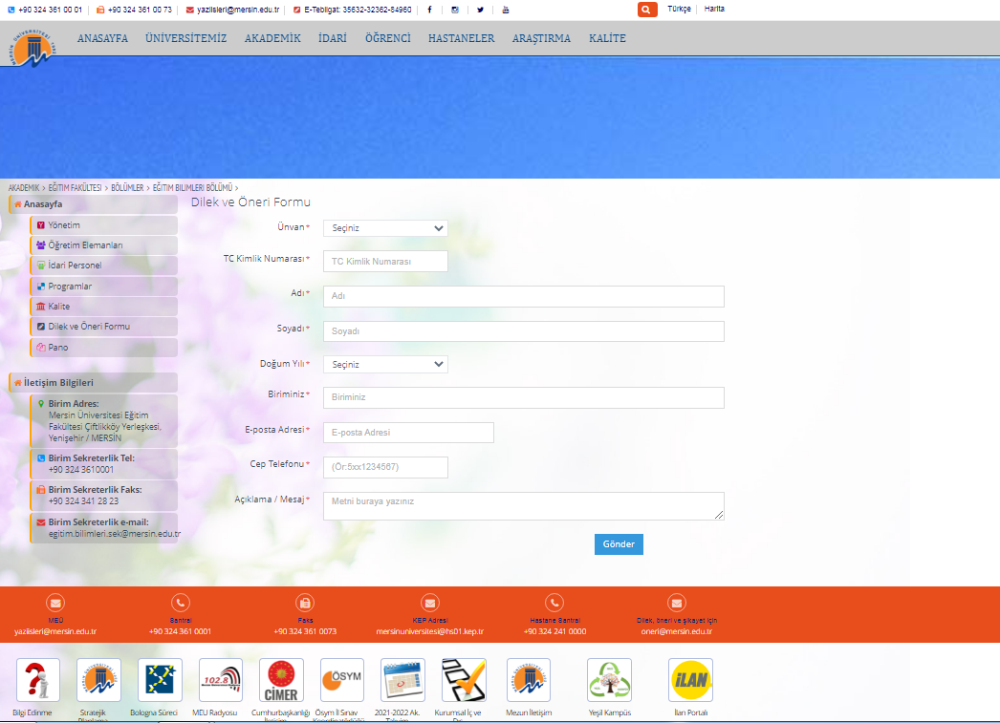 +90 324 361 00 01 +90 324 361 00 73 yaziisleri@mersin.edu.tr E-Tebligat: 35632-32362-84960 Türkçe Harita
MERSİN ÜNİVERSİTESİ 1992
ANASAYFA ÜNİVERSİTEMİZ AKADEMİK İDARİ ÖĞRENCİ HASTANELER ARAŞTIRMA KALİTE
AKADEMİK > EĞİTİM FAKÜLTESİ > BÖLÜMLER > EĞİTİM BİLİMLERİ BÖLÜMÜ >
Anasayfa
Yönetim
Öğretim Elemanları
İdari Personel
Programlar
Kalite
Dilek ve Öneri Formu
Pano
İletişim Bilgileri
Birim Adres:
Mersin Üniversitesi Eğitim
Fakültesi Çiftlikköy Yerleşkesi,
Yenişehir / MERSİN
Birim Sekreterlik Tel:
+90 324 3610001
Birim Sekreterlik Faks:
+90 324 341 28 23
Birim Sekreterlik e-mail:
egitim.bilimleri.sek@mersin.edu.tr
Dilek ve Öneri Formu
Ünvan* Seçiniz
TC Kimlik Numarası* TC Kimlik Numarası
Adı* Adı
Soyadı* Soyadı
Doğum Yılı* Seçiniz
Biriminiz* Biriminiz
E-posta Adresi* E-posta Adresi
Cep Telefonu* (Ör:5xx1234567)
Açıklama / Mesaj* Metni buraya yazınız
Gönder
MEÜ Santral Faks KEP Adresi Hastane Santral Dilek, öneri ve şikayet için
yaziisleri@mersin.edu.tr +90 324 361 0001 +90 324 361 0073 mersinuniversitesi@hs01.kep.tr +90 324 241 0000 oneri@mersin.edu.tr
102.8 CİMER ÖSYM İLAN
Bilgi Edinme Stratejik Bologna Süreci MEÜ Radyosu Cumhurbaşkanlığı Ösym İl Sınav 2021-2022 Ak. Kurumsal İç ve Mezun İletişim Yeşil Kampüs İlan Portalı